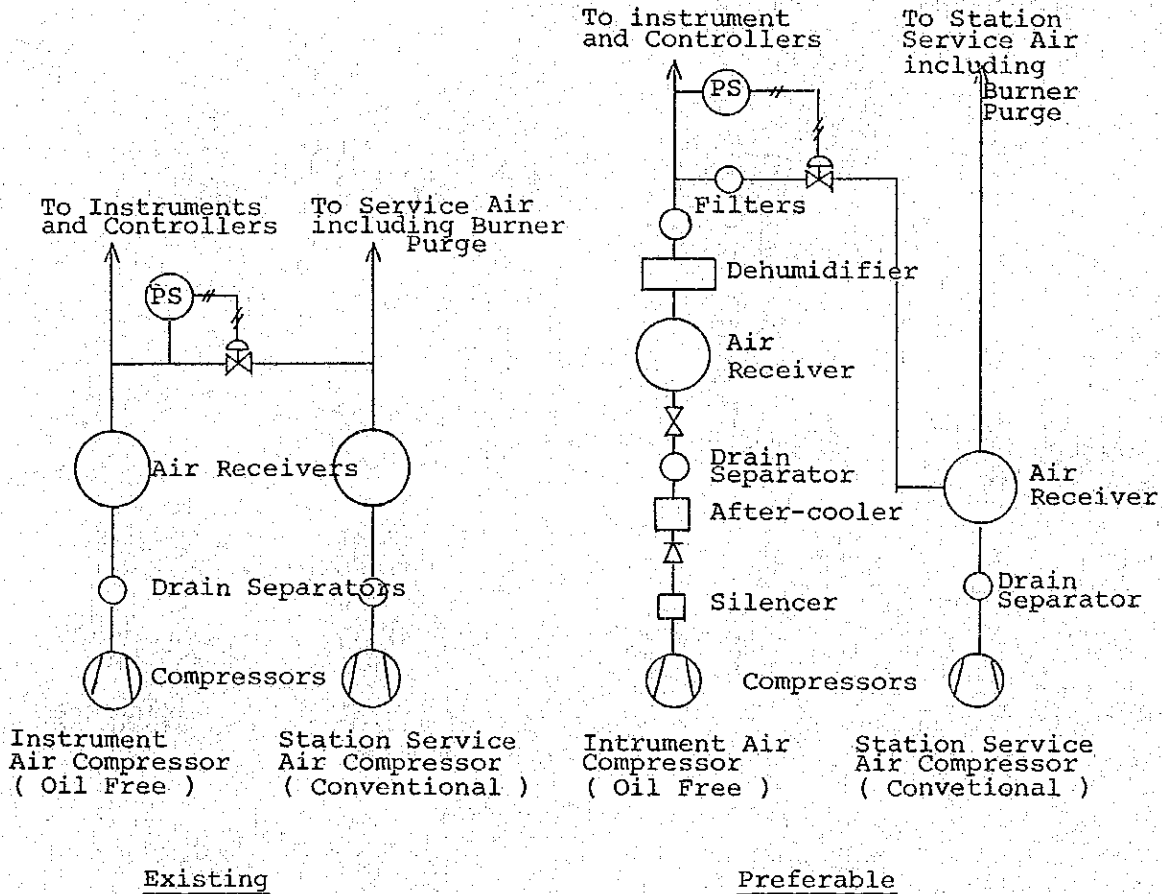 To Instruments
and Controllers
To Service Air
including Burner
Purge
PS
Air Receivers
Drain Separators
Compressors
Instrument
Air Compressor
( Oil Free )
Station Service
Air Compressor
( Conventional )
Existing
To instrument
and Controllers
To Station
Service Air
including
Burner
Purge
PS
Filters
Dehumidifier
Air
Receiver
Drain
Separator
After-cooler
Silencer
Compressors
Air
Receiver
Drain
Separator
Intrument Air
Compressor
( Oil Free )
Station Service
Air Compressor
( Convetional )
Preferable